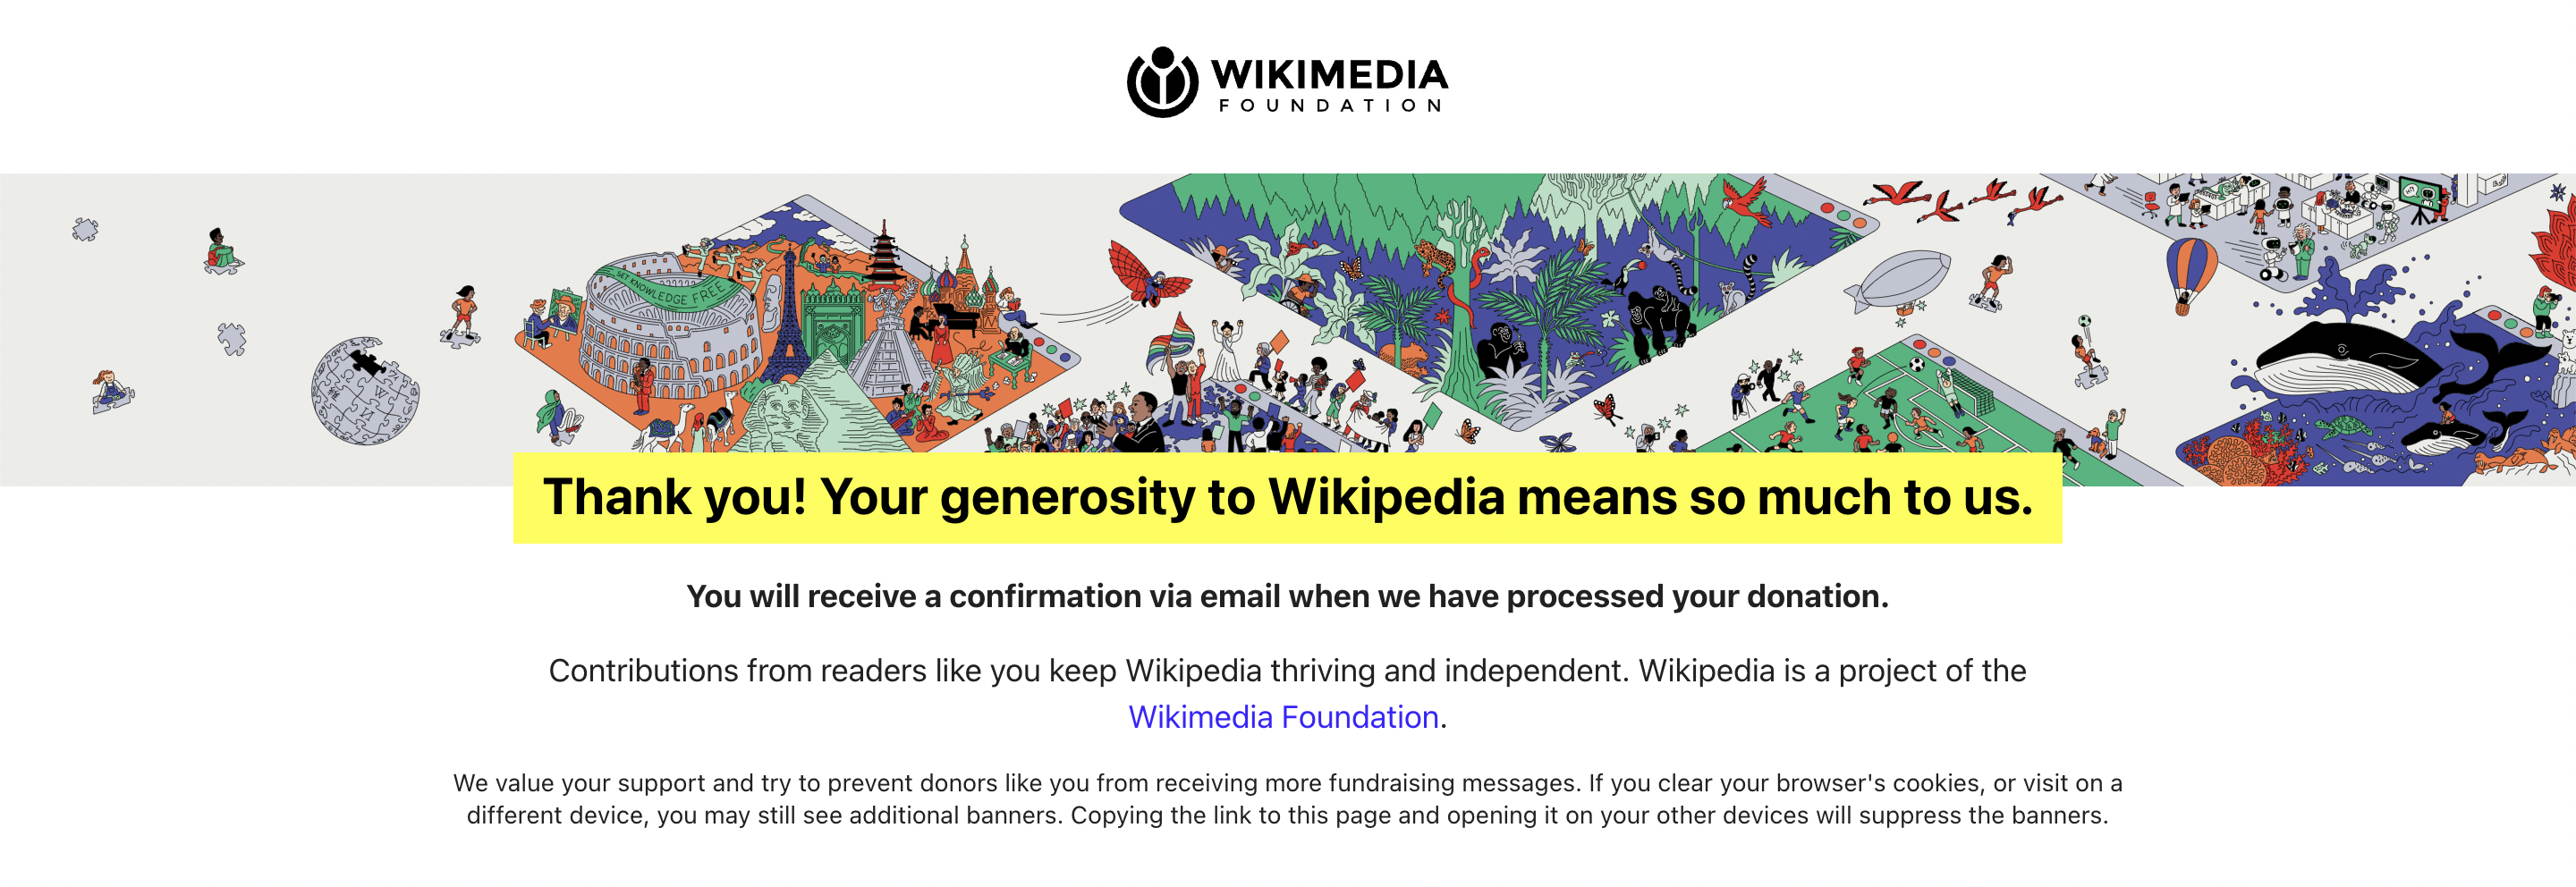 WIKIMEDIA
FOUNDATION
SET KNOWLEDGE FREE
Thank you! Your generosity to Wikipedia means so much to us.
You will receive a confirmation via email when we have processed your donation.
Contributions from readers like you keep Wikipedia thriving and independent. Wikipedia is a project of the
Wikimedia Foundation.
We value your support and try to prevent donors like you from receiving more fundraising messages. If you clear your browser's cookies, or visit on a
different device, you may still see additional banners. Copying the link to this page and opening it on your other devices will suppress the banners.